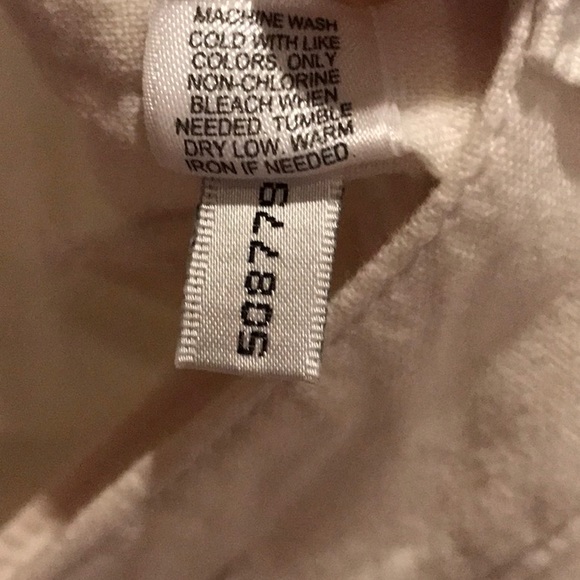 MACHINE WASH
COLD WITH LIKE
COLORS. ONLY
NON-CHLORINE
BLEACH WHEN
NEEDED. TUMBLE
DRY LOW. WARM
IRON IF NEEDED.
508779